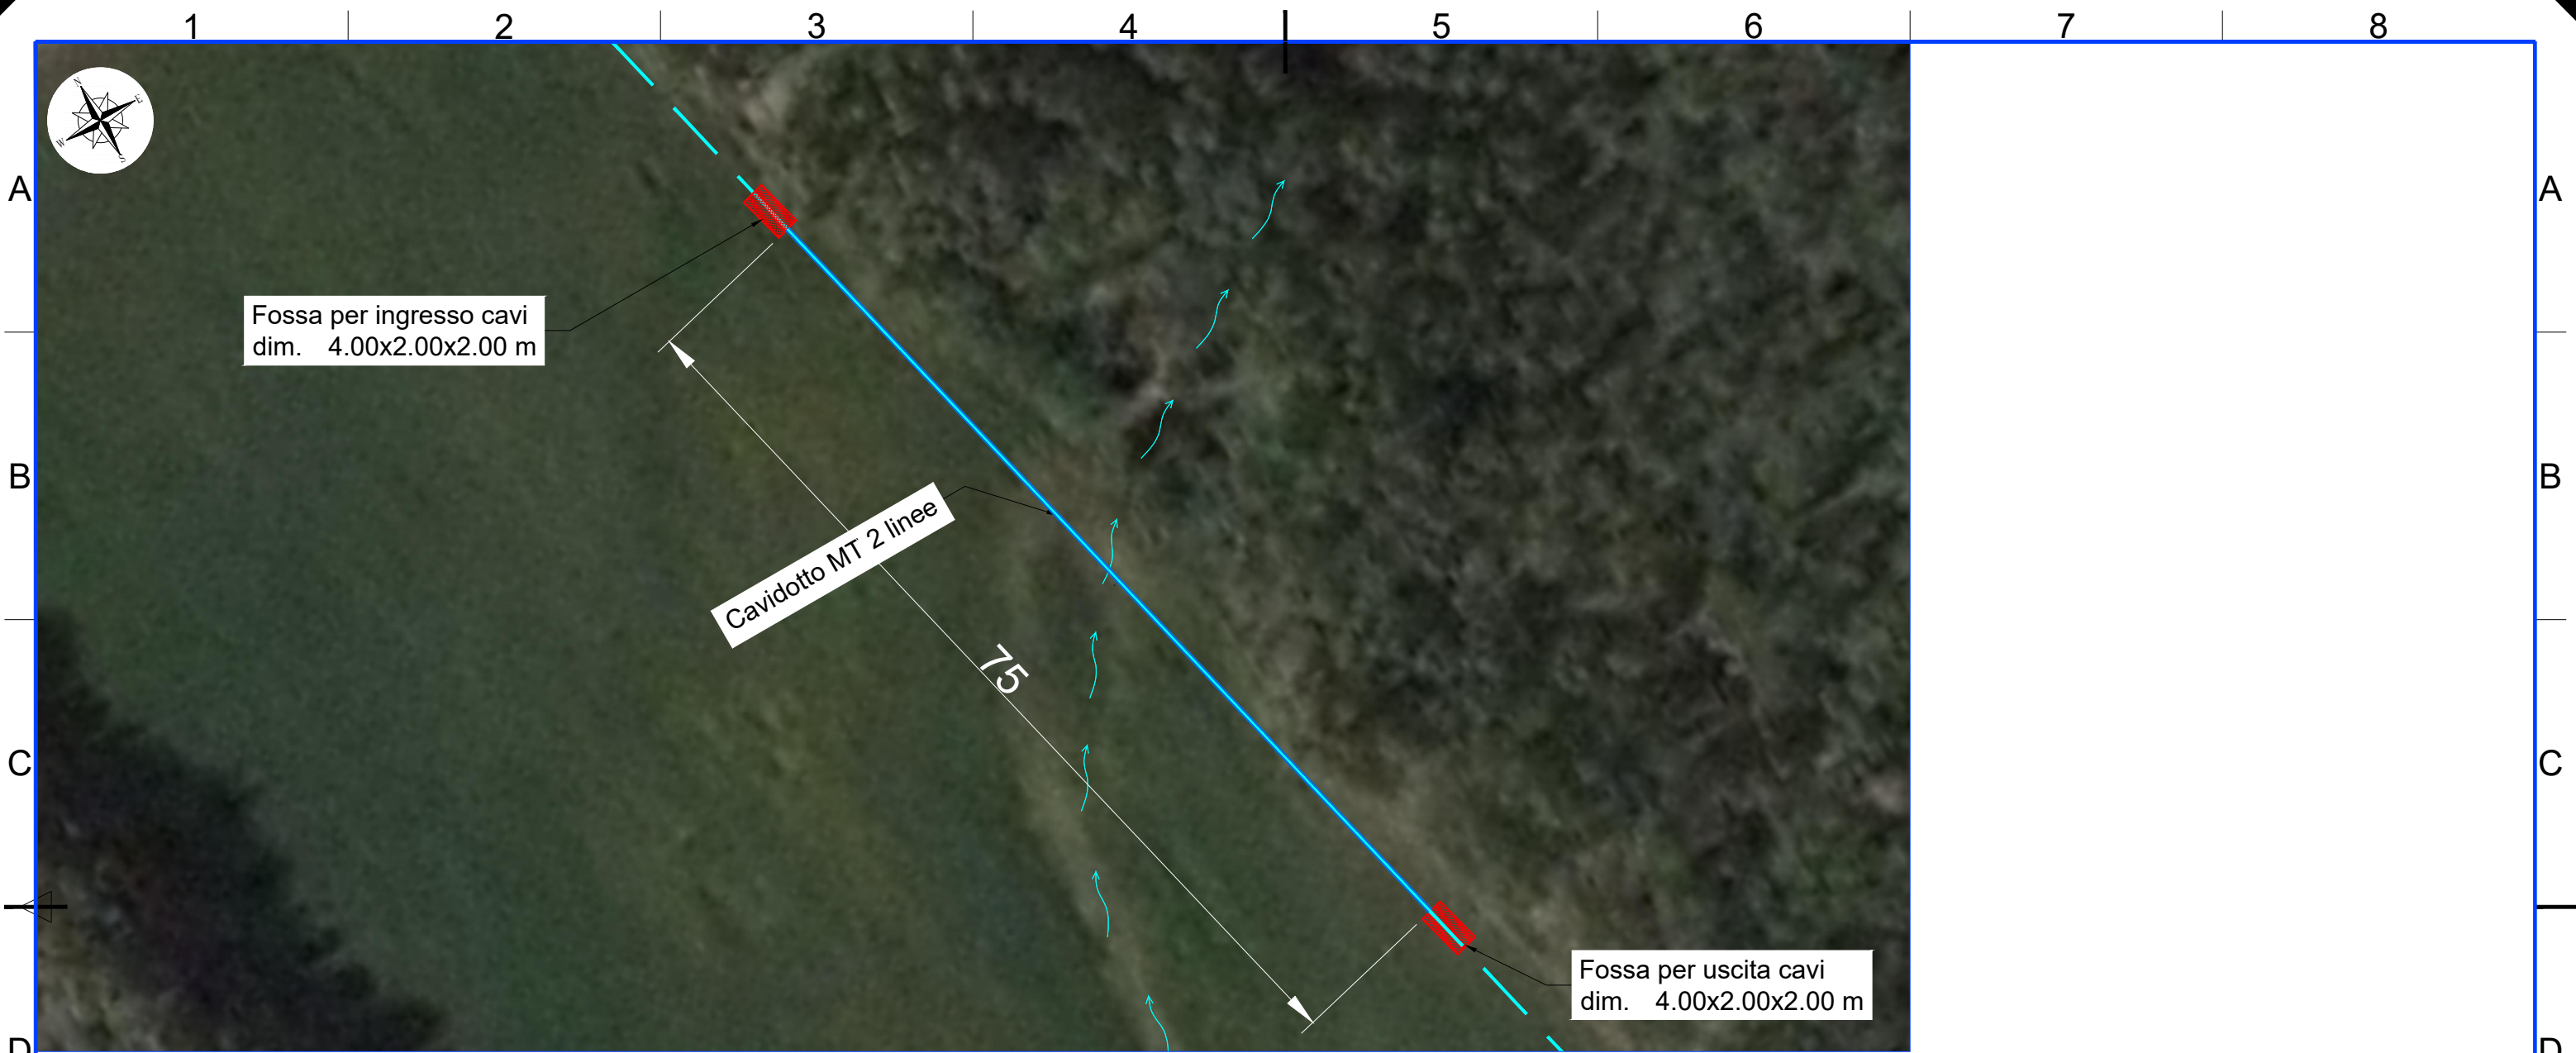 1 2 3 4 5 6 7 8
N
E
W
S
A A
Fossa per ingresso cavi
dim. 4.00x2.00x2.00 m
B B
Cavidotto MT 2 linee
75
C C
Fossa per uscita cavi
dim. 4.00x2.00x2.00 m
D D